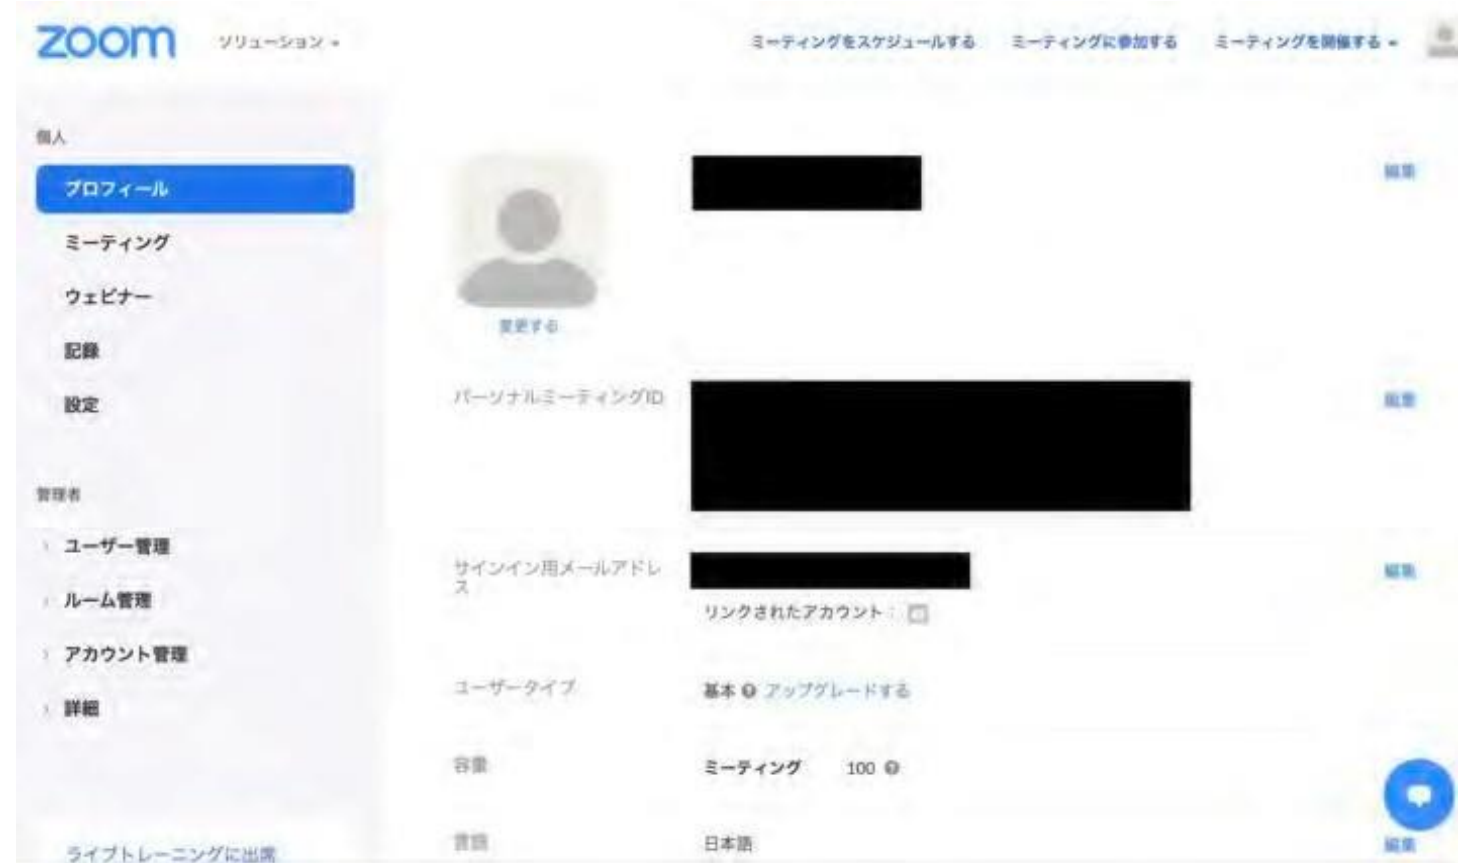 zoom ソリューション
ミーティングをスケジュールする ミーティングに参加する ミーティングを開催する
個人
プロフィール
ミーティング
ウェビナー
記録
設定
管理者
ユーザー管理
ルーム管理
アカウント管理
詳細
ライブトレーニングに出席
編集
変更する
パーソナルミーティングID
編集
サインイン用メールアドレ
ス
編集
リンクされたアカウント：
ユーザータイプ
基本 アップグレードする
容量
ミーティング 100
言語
日本語
編集